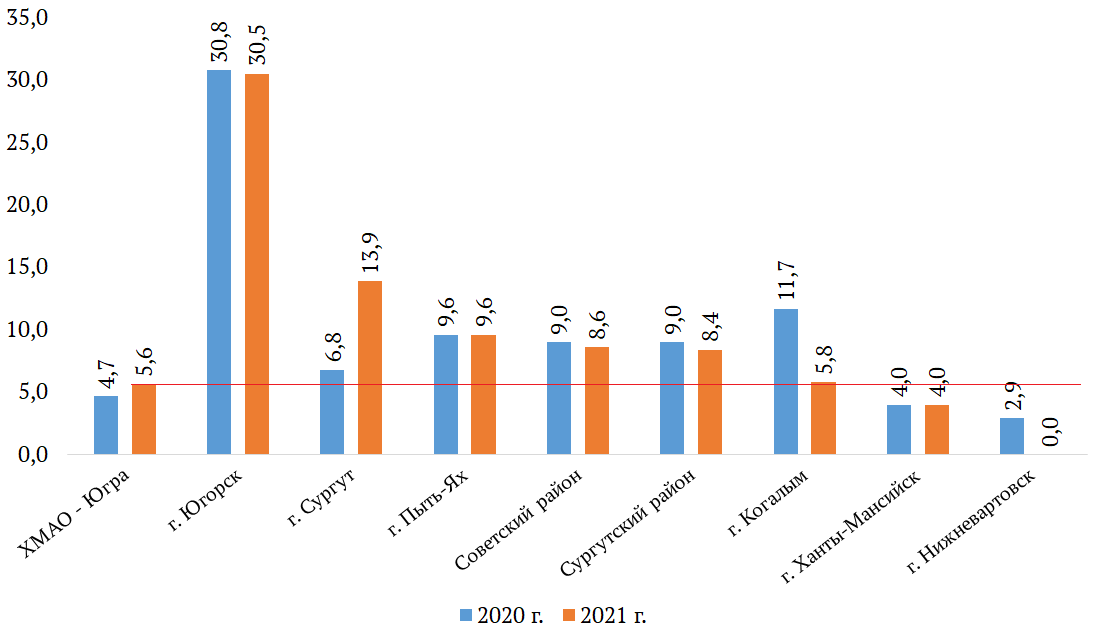 35,0
30,0
25,0
20,0
15,0
10,0
5,0
0,0
4,7
5,6
30,8
30,5
6,8
13,9
9,6
9,6
9,0
8,6
9,0
8,4
11,7
5,8
4,0
4,0
2,9
0,0
ХМАО - Югра
г. Югорск
г. Сургут
г. Пыть-Ях
Советский район
Сургутский район
г. Когалым
г. Ханты-Мансийск
г. Нижневартовск
2020 г.
2021 г.